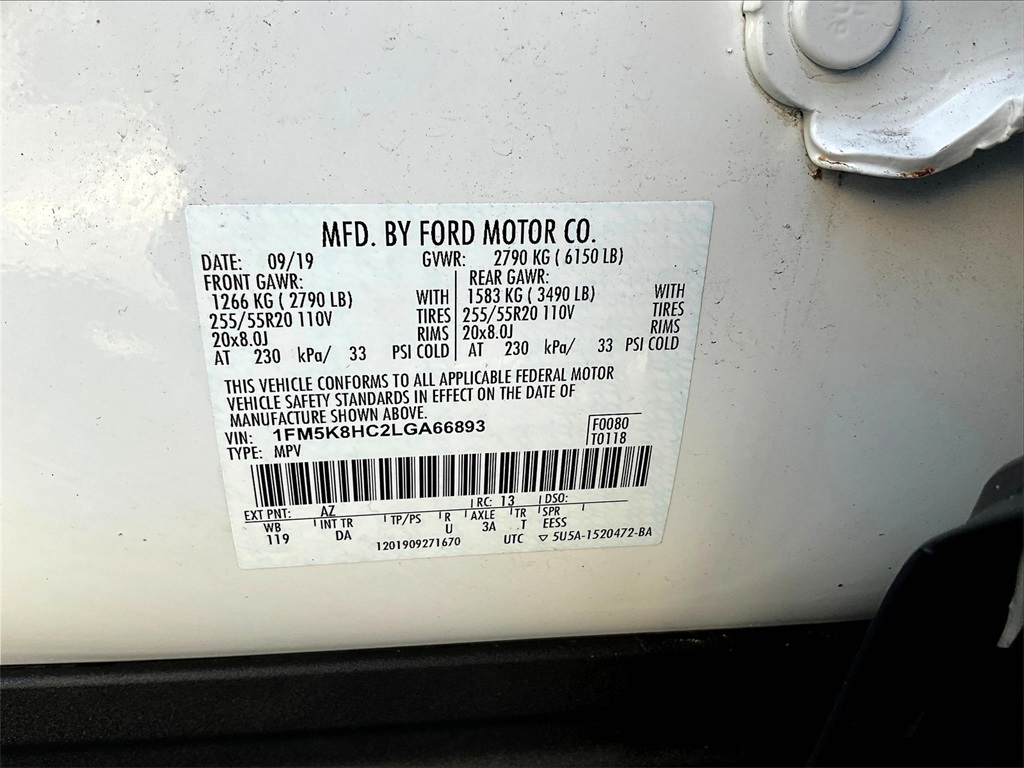 MFD. BY FORD MOTOR CO.
DATE: 09/19 GVWR: 2790 KG ( 6150 LB)
FRONT GAWR: REAR GAWR:
1266 KG ( 2790 LB) WITH 1583 KG ( 3490 LB) WITH
255/55R20 110V TIRES 255/55R20 110V TIRES
20x8.0J RIMS 20x8.0J RIMS
AT 230 kPa/ 33 PSI COLD AT 230 kPa/ 33 PSI COLD
THIS VEHICLE CONFORMS TO ALL APPLICABLE FEDERAL MOTOR
VEHICLE SAFETY STANDARDS IN EFFECT ON THE DATE OF
MANUFACTURE SHOWN ABOVE.
VIN: 1FM5K8HC2LGA66893 F0080
TYPE: MPV T0118
EXT PNT: AZ RC: 13 DSO:
WB INT TR TP/PS R AXLE TR SPR
119 DA U 3A T EESS
1201909271670 UTC ▽ 5U5A-1520472-BA